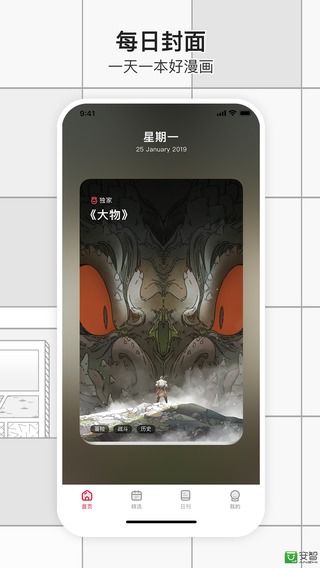 每日封面
一天一本好漫画
9:41
星期一
25 January 2019
独家
《大物》
冒险 战斗 历史
首页 精选 日刊 我的
安智